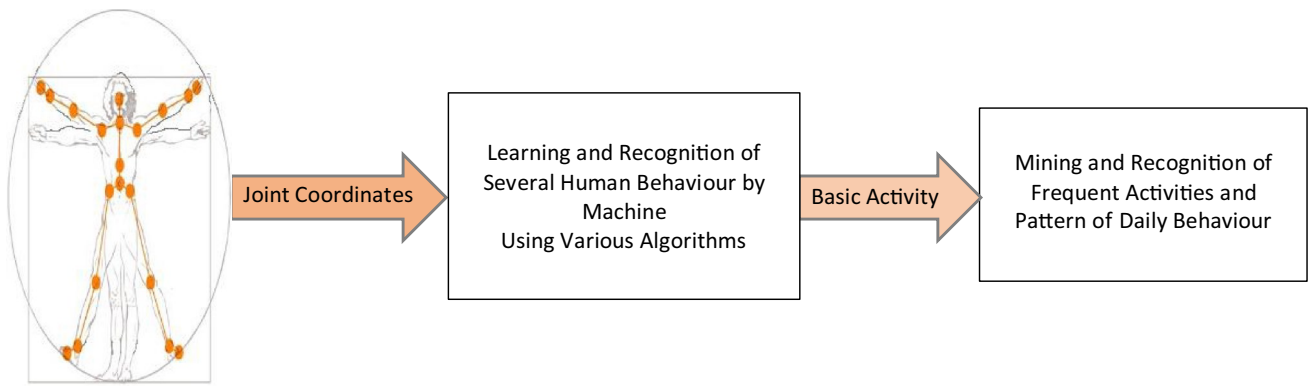 Joint Coordinates
Learning and Recognition of
Several Human Behaviour by
Machine
Using Various Algorithms
Basic Activity
Mining and Recognition of
Frequent Activities and
Pattern of Daily Behaviour